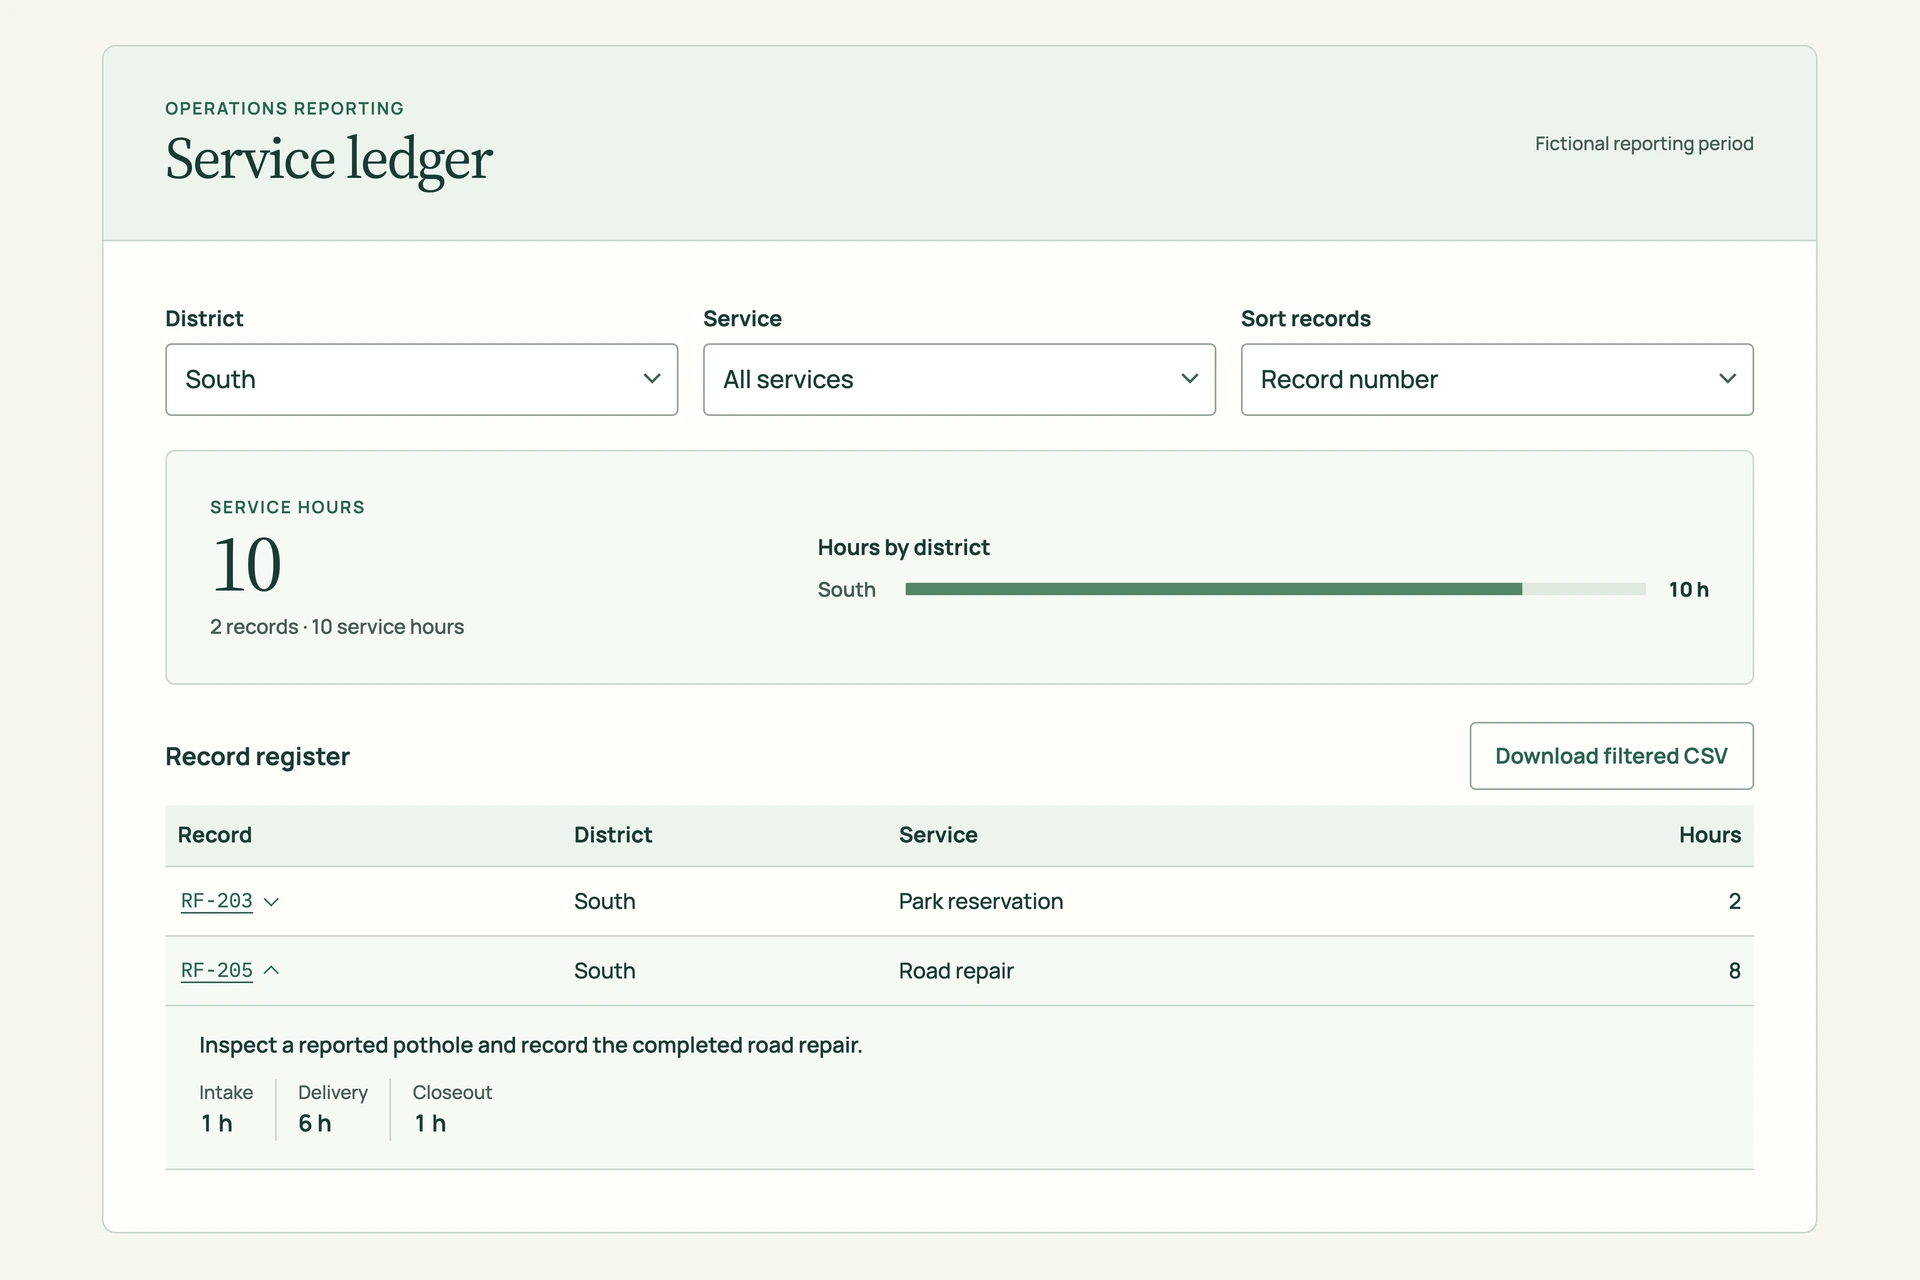 OPERATIONS REPORTING
Service ledger
Fictional reporting period
District
Service
Sort records
South
All services
Record number
SERVICE HOURS
10
2 records · 10 service hours
Hours by district
South 10 h
Record register
Download filtered CSV
Record District Service Hours
RF-203 South Park reservation 2
RF-205 South Road repair 8
Inspect a reported pothole and record the completed road repair.
Intake Delivery Closeout
1 h 6 h 1 h